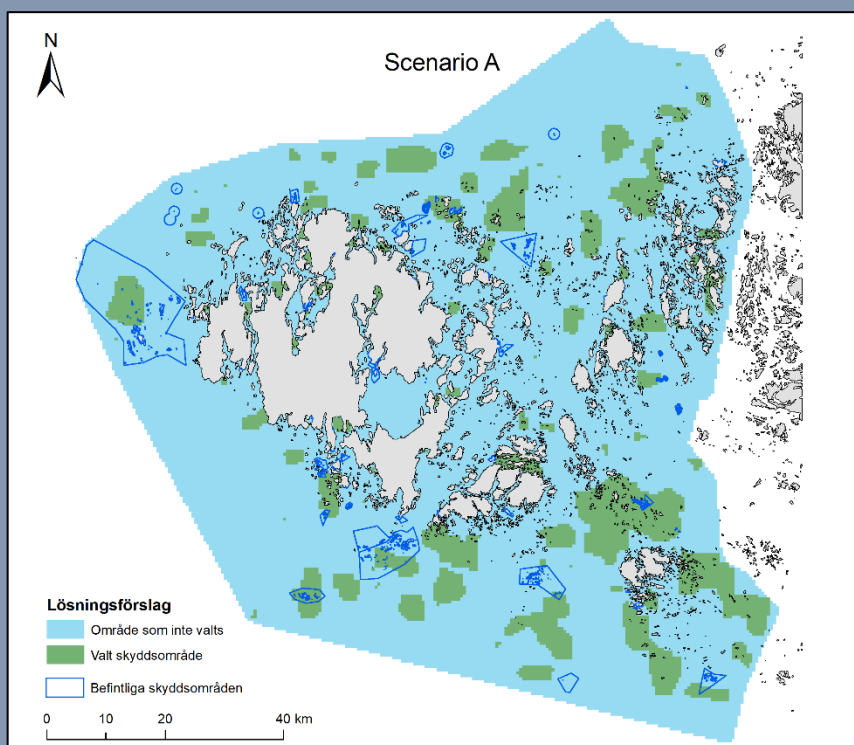 N
Scenario A
Lösningsförslag
Område som inte valts
Valt skyddsområde
Befintliga skyddsområden
0 10 20 40 km